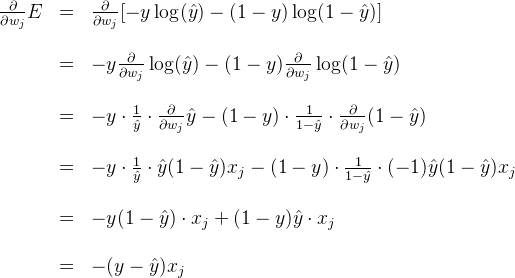 ∂/∂w_j E = ∂/∂w_j [−y log(ŷ) − (1 − y) log(1 − ŷ)]
= −y ∂/∂w_j log(ŷ) − (1 − y) ∂/∂w_j log(1 − ŷ)
= −y · 1/ŷ · ∂/∂w_j ŷ − (1 − y) · 1/(1−ŷ) · ∂/∂w_j (1 − ŷ)
= −y · 1/ŷ · ŷ(1 − ŷ)x_j − (1 − y) · 1/(1−ŷ) · (−1)ŷ(1 − ŷ)x_j
= −y(1 − ŷ) · x_j + (1 − y)ŷ · x_j
= −(y − ŷ)x_j